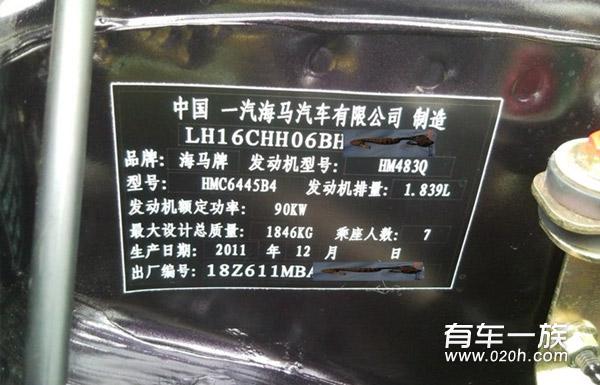 中国 一汽海马汽车有限公司 制造
LH16CHH06BH
品牌: 海马牌 发动机型号: HM483Q
型号: HMC6445B4 发动机排量: 1.839L
发动机额定功率: 90KW
最大设计总质量: 1846KG 乘座人数: 7
生产日期: 2011 年 12 月 日
出厂编号: 18Z611MBA
有车一族
www.020h.com